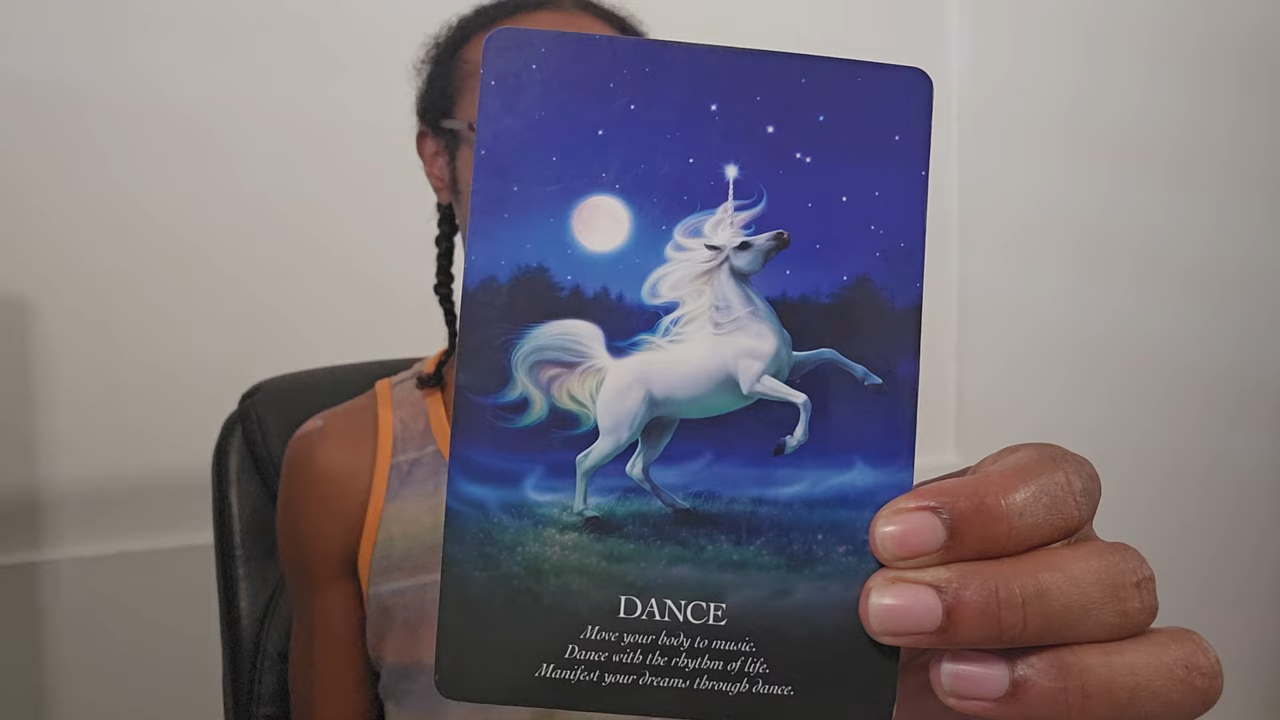 DANCE
Move your body to music.
Dance with the rhythm of life.
Manifest your dreams through dance.